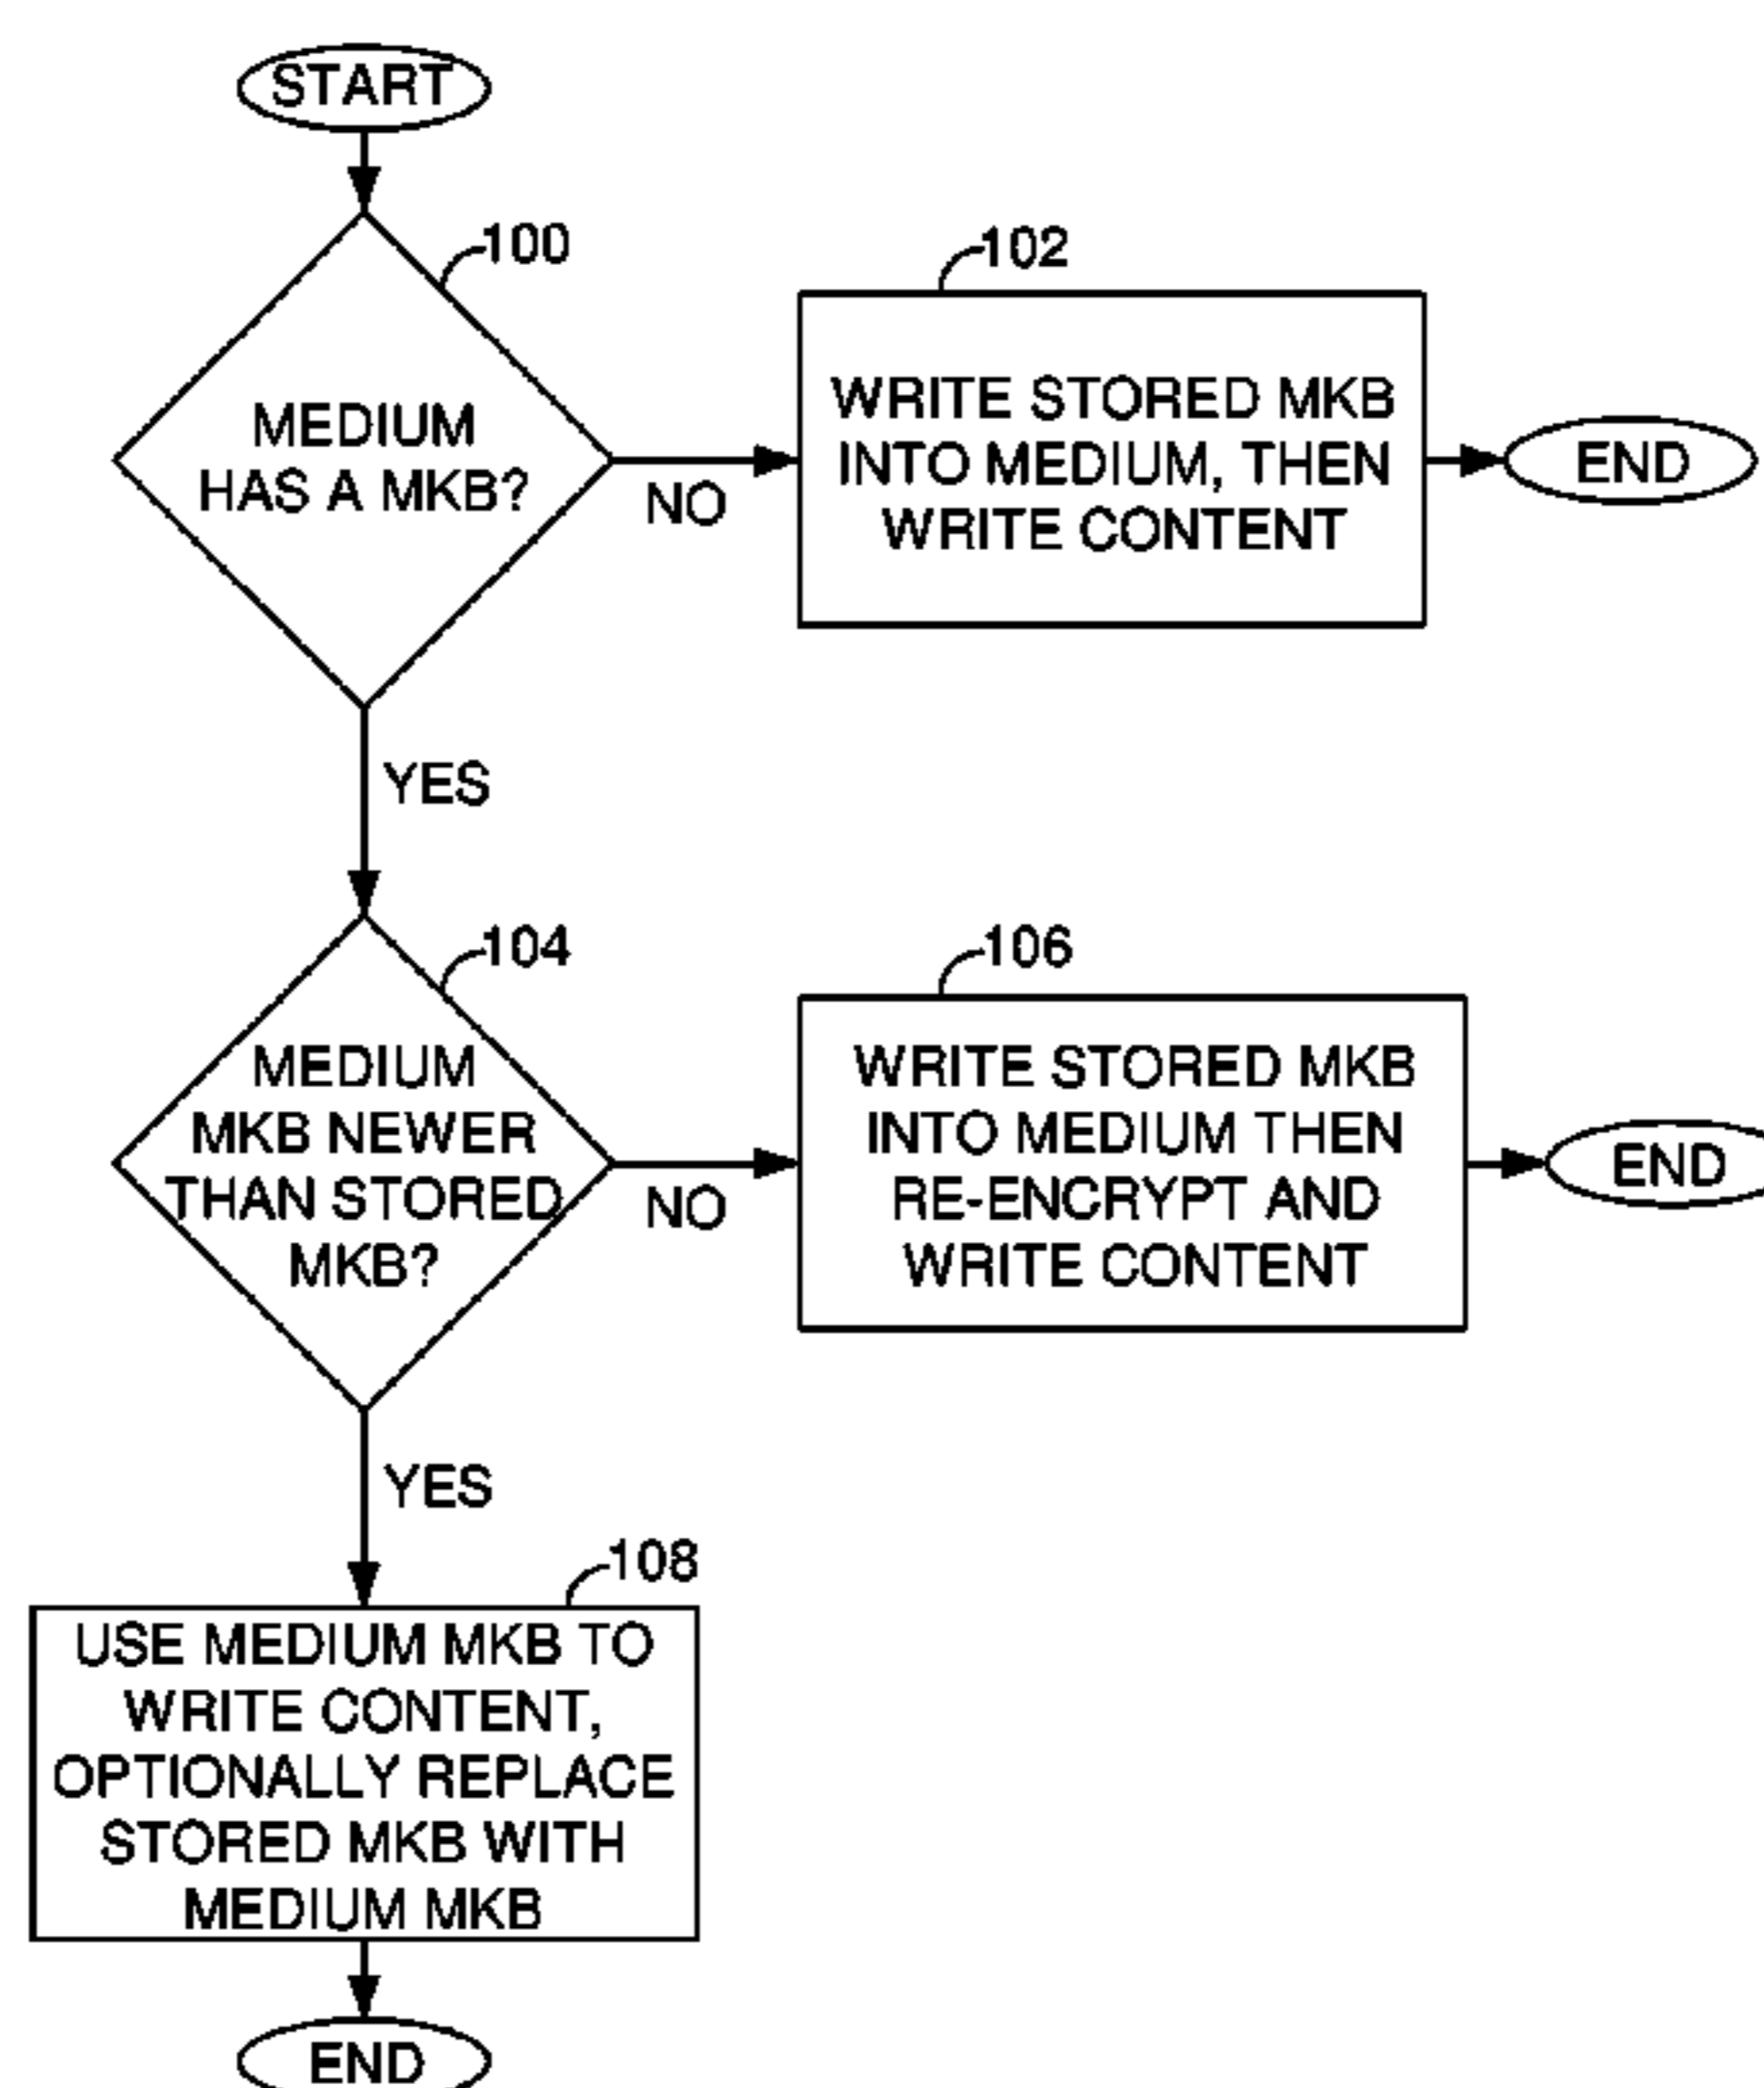 START
100
MEDIUM
HAS A MKB?
NO
102
WRITE STORED MKB
INTO MEDIUM, THEN
WRITE CONTENT
END
YES
104
MEDIUM
MKB NEWER
THAN STORED
MKB?
NO
106
WRITE STORED MKB
INTO MEDIUM THEN
RE-ENCRYPT AND
WRITE CONTENT
END
YES
108
USE MEDIUM MKB TO
WRITE CONTENT,
OPTIONALLY REPLACE
STORED MKB WITH
MEDIUM MKB
END